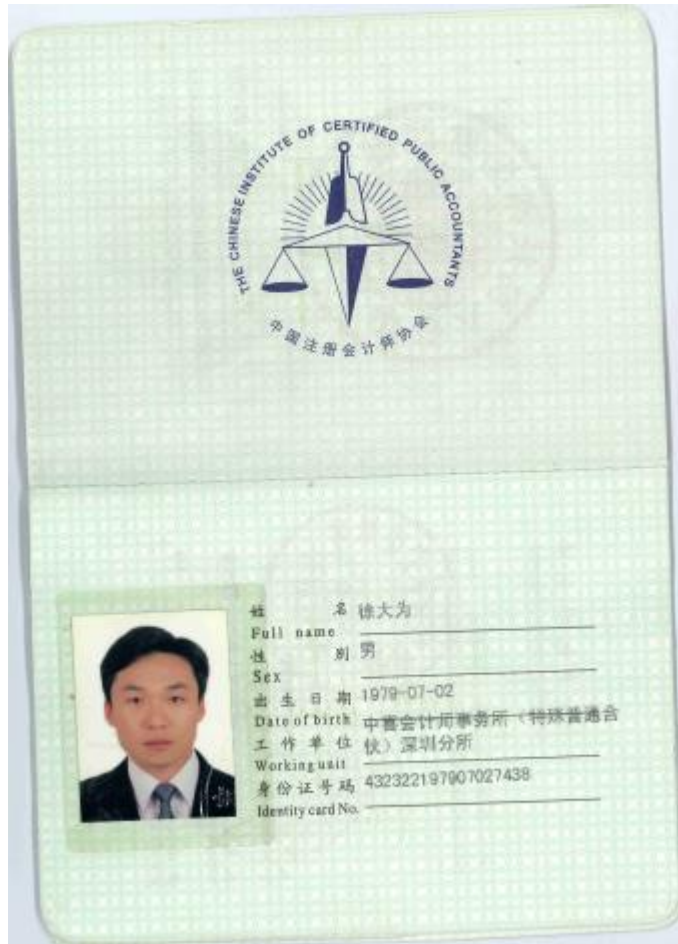 THE CHINESE INSTITUTE OF CERTIFIED PUBLIC ACCOUNTANTS
中国注册会计师协会
姓 名 徐大为
Full name
性 别 男
Sex
出生日期 1979-07-02
Date of birth
工作单位 中喜会计师事务所（特殊普通合
伙）深圳分所
Working unit
身份证号码 432322197907027438
Identity card No.